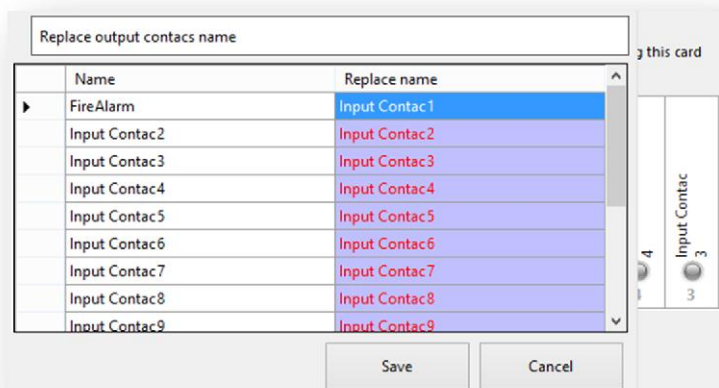 Replace output contacs name
g this card
Name Replace name
FireAlarm Input Contac1
Input Contac2 Input Contac2
Input Contac3 Input Contac3
Input Contac4 Input Contac4
Input Contac5 Input Contac5
Input Contac6 Input Contac6
Input Contac7 Input Contac7
Input Contac8 Input Contac8
Input Contac9 Input Contac9
4
Input Contac
3
3
Save Cancel